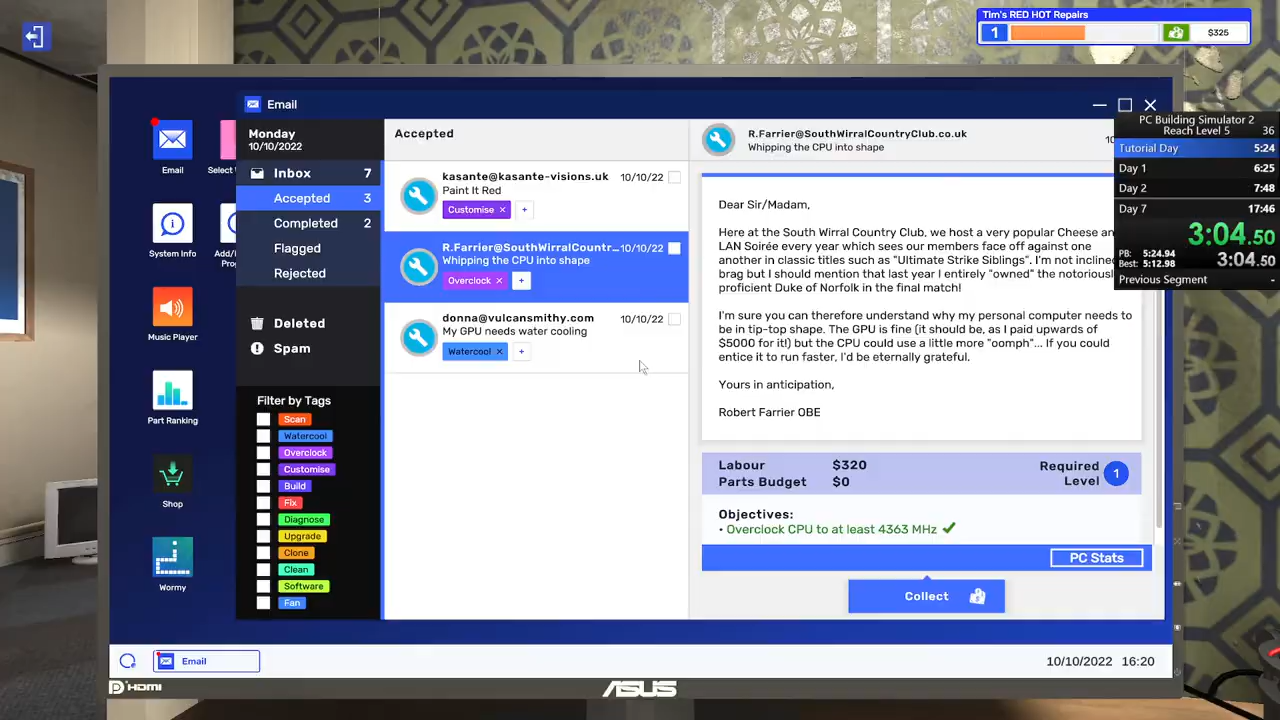 Tim's RED HOT Repairs
1
$325
Email
Monday
10/10/2022
Inbox 7
Accepted 3
Completed 2
Flagged
Rejected
Deleted
Spam
Filter by Tags
Scan
Watercool
Overclock
Customise
Build
Fix
Diagnose
Upgrade
Clone
Clean
Software
Fan
Accepted
kasante@kasante-visions.uk 10/10/22
Paint It Red
Customise × +
R.Farrier@SouthWirralCountr... 10/10/22
Whipping the CPU into shape
Overclock × +
donna@vulcansmithy.com 10/10/22
My GPU needs water cooling
Watercool × +
R.Farrier@SouthWirralCountryClub.co.uk
Whipping the CPU into shape
Dear Sir/Madam,
Here at the South Wirral Country Club, we host a very popular Cheese an
LAN Soirée every year which sees our members face off against one
another in classic titles such as "Ultimate Strike Siblings". I'm not inclined
brag but I should mention that last year I entirely "owned" the notoriously
proficient Duke of Norfolk in the final match!
I'm sure you can therefore understand why my personal computer needs to
be in tip-top shape. The GPU is fine (it should be, as I paid upwards of
$5000 for it!) but the CPU could use a little more "oomph"... If you could
entice it to run faster, I'd be eternally grateful.
Yours in anticipation,
Robert Farrier OBE
Labour $320
Parts Budget $0
Required
Level 1
Objectives:
• Overclock CPU to at least 4363 MHz
PC Stats
Collect
PC Building Simulator 2
Reach Level 5 36
Tutorial Day 5:24
Day 1 6:25
Day 2 7:48
Day 7 17:46
3:04.50
PB: 5:24.94
Best: 5:12.98 3:04.50
Previous Segment -
Email
System Info
Music Player
Part Ranking
Shop
Wormy
Email
10/10/2022 16:20
HDMI
ASUS